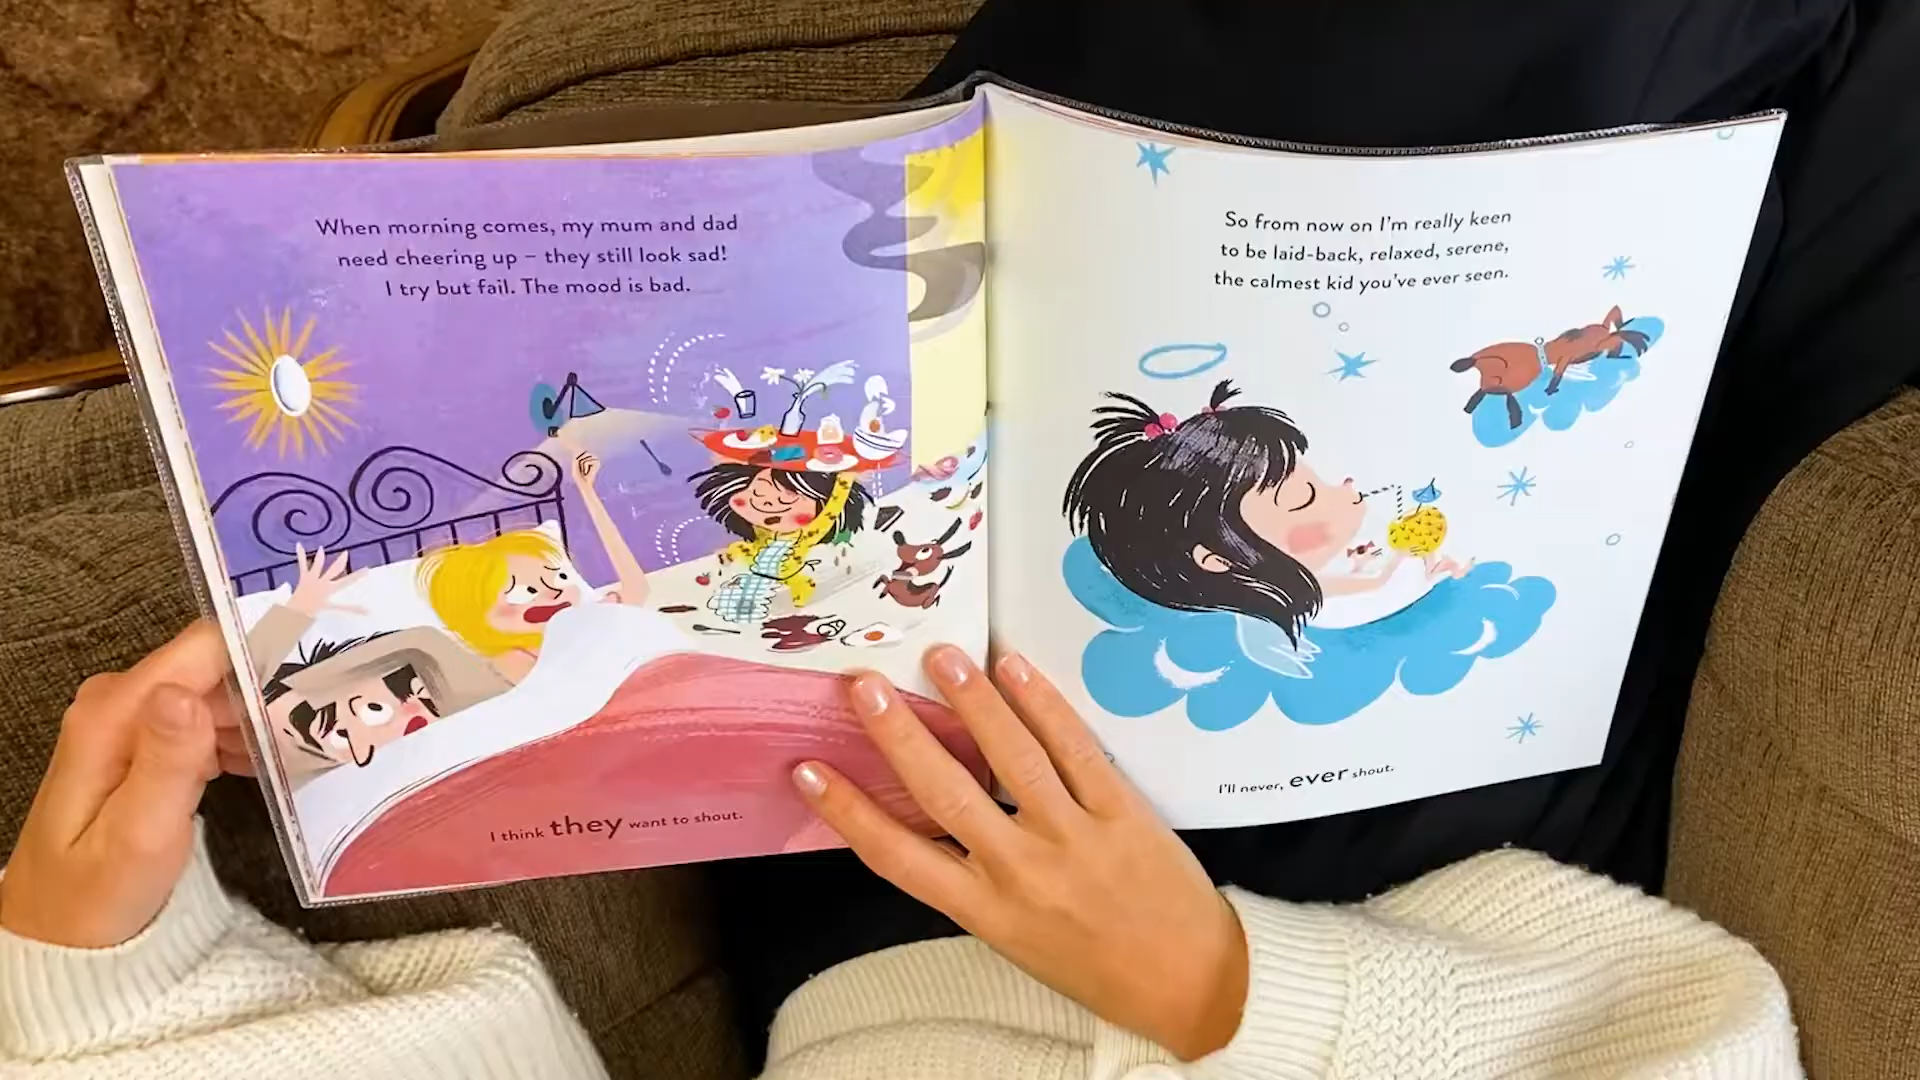 When morning comes, my mum and dad
need cheering up – they still look sad!
I try but fail. The mood is bad.
I think they want to shout.
So from now on I'm really keen
to be laid-back, relaxed, serene,
the calmest kid you've ever seen.
I'll never, ever shout.